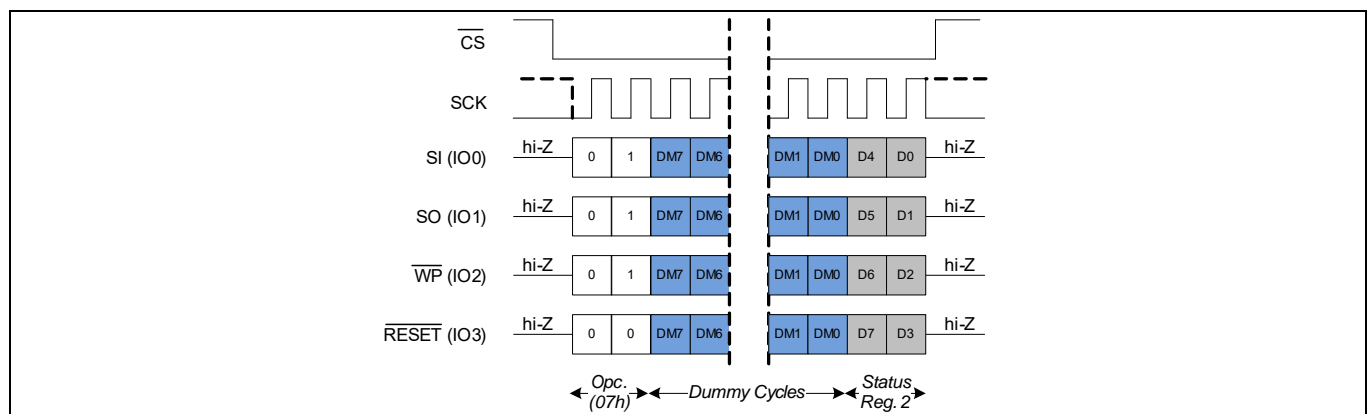 CS
SCK
SI (IO0) hi-Z 0 1 DM7 DM6 DM1 DM0 D4 D0 hi-Z
SO (IO1) hi-Z 0 1 DM7 DM6 DM1 DM0 D5 D1 hi-Z
WP (IO2) hi-Z 0 1 DM7 DM6 DM1 DM0 D6 D2 hi-Z
RESET (IO3) hi-Z 0 0 DM7 DM6 DM1 DM0 D7 D3 hi-Z
Opc. Dummy Cycles Status
(07h) Reg. 2